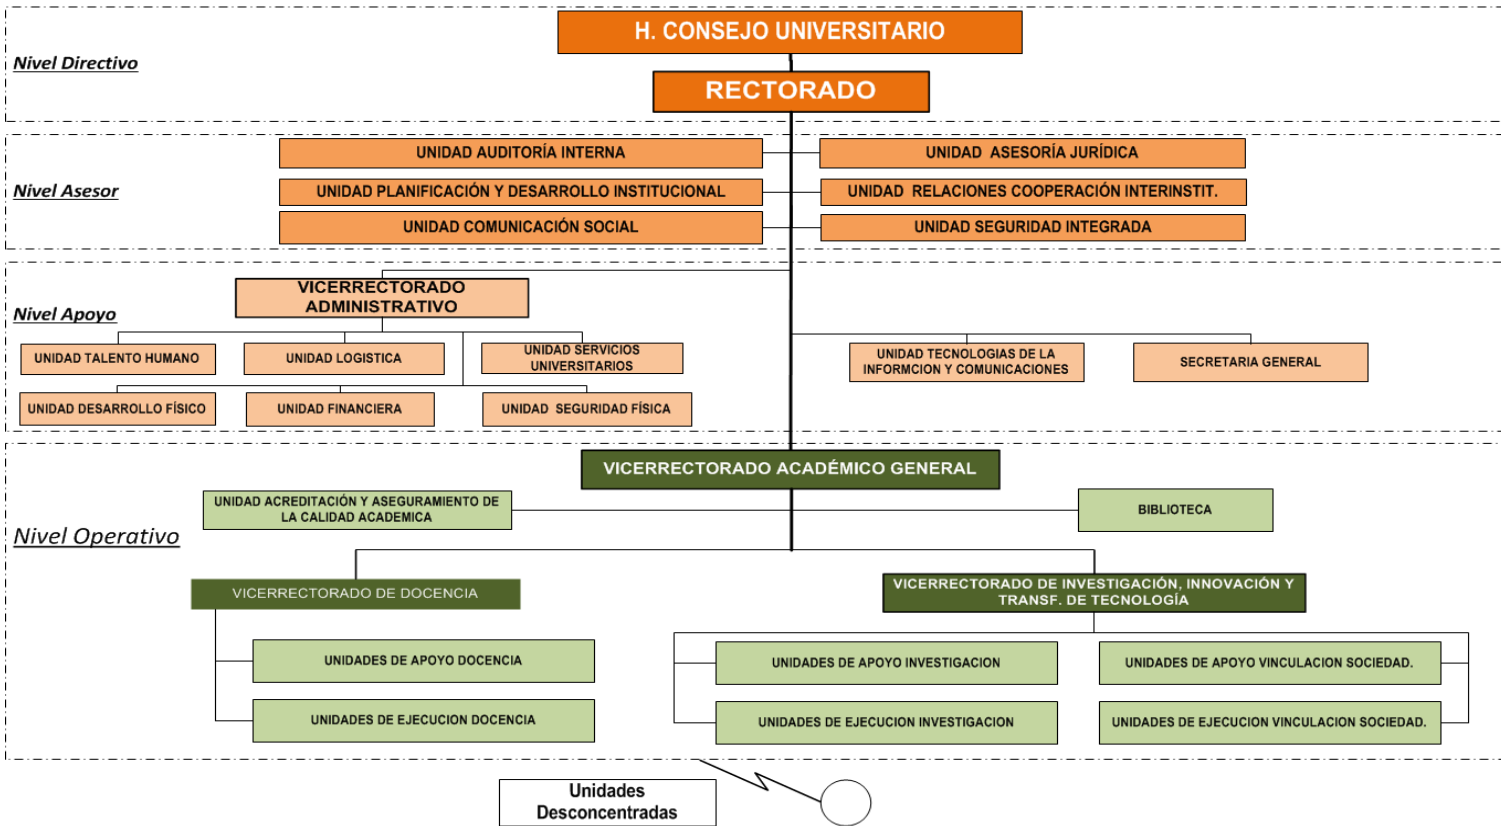 H. CONSEJO UNIVERSITARIO
Nivel Directivo
RECTORADO
UNIDAD AUDITORÍA INTERNA
UNIDAD ASESORÍA JURÍDICA
Nivel Asesor
UNIDAD PLANIFICACIÓN Y DESARROLLO INSTITUCIONAL
UNIDAD RELACIONES COOPERACIÓN INTERINSTIT.
UNIDAD COMUNICACIÓN SOCIAL
UNIDAD SEGURIDAD INTEGRADA
VICERRECTORADO
ADMINISTRATIVO
Nivel Apoyo
UNIDAD TALENTO HUMANO
UNIDAD LOGISTICA
UNIDAD SERVICIOS
UNIVERSITARIOS
UNIDAD TECNOLOGIAS DE LA
INFORMCION Y COMUNICACIONES
SECRETARIA GENERAL
UNIDAD DESARROLLO FÍSICO
UNIDAD FINANCIERA
UNIDAD SEGURIDAD FÍSICA
VICERRECTORADO ACADÉMICO GENERAL
UNIDAD ACREDITACIÓN Y ASEGURAMIENTO DE
LA CALIDAD ACADEMICA
BIBLIOTECA
Nivel Operativo
VICERRECTORADO DE DOCENCIA
VICERRECTORADO DE INVESTIGACIÓN, INNOVACIÓN Y
TRANSF. DE TECNOLOGÍA
UNIDADES DE APOYO DOCENCIA
UNIDADES DE APOYO INVESTIGACION
UNIDADES DE APOYO VINCULACION SOCIEDAD.
UNIDADES DE EJECUCION DOCENCIA
UNIDADES DE EJECUCION INVESTIGACION
UNIDADES DE EJECUCION VINCULACION SOCIEDAD.
Unidades
Desconcentradas